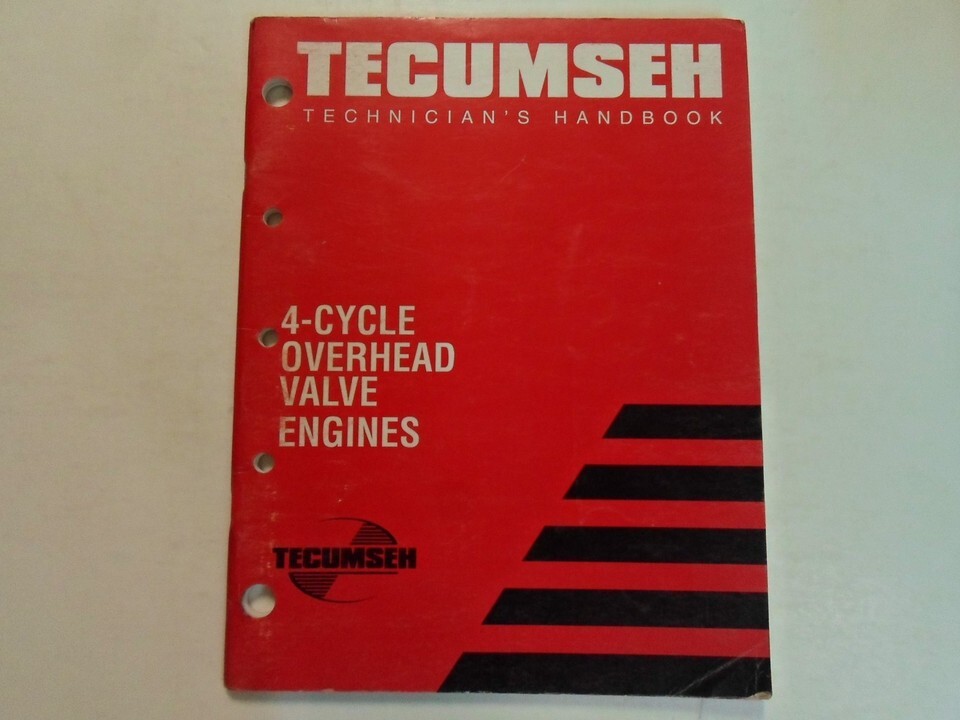 TECUMSEH
TECHNICIAN'S HANDBOOK
4-CYCLE
OVERHEAD
VALVE
ENGINES
TECUMSEH